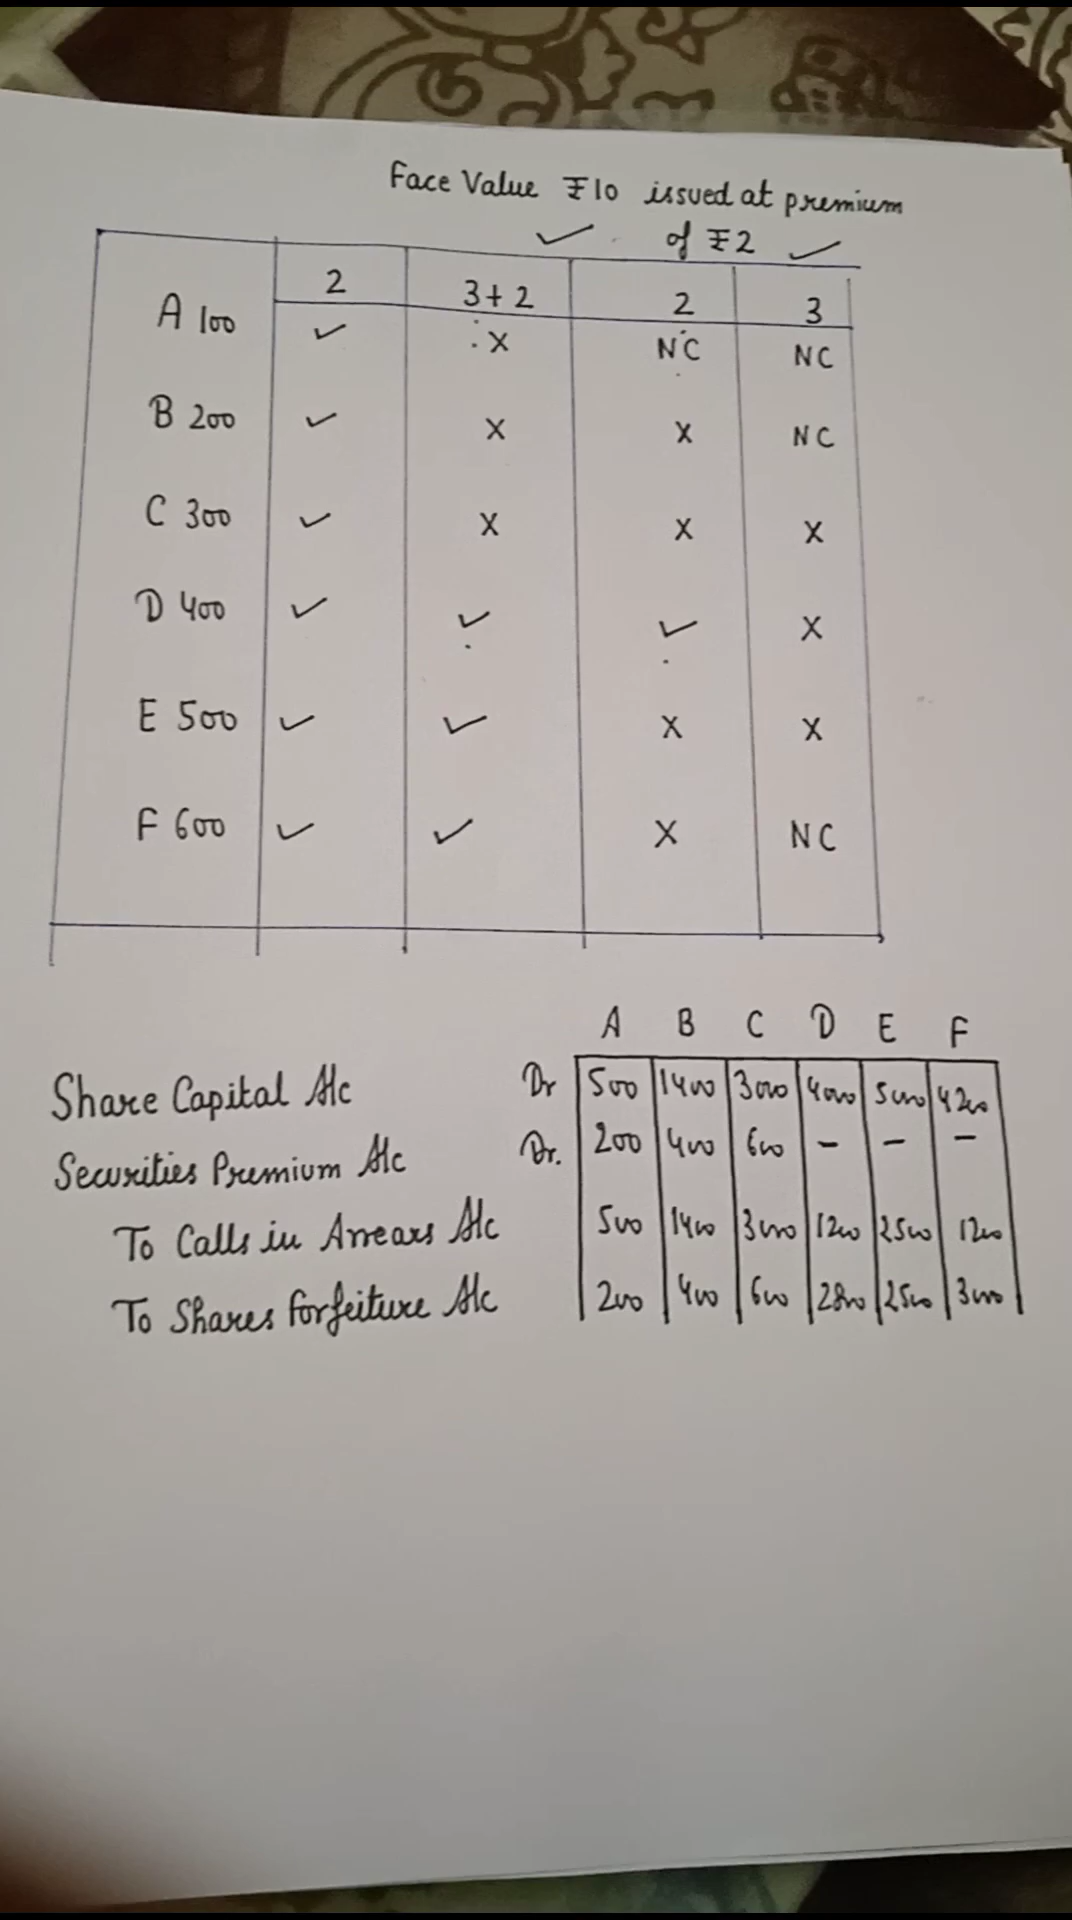 Face Value ₹10 issued at premium
✓ of ₹2 ✓
2 3+2 2 3
A 100 ✓ X NC NC
B 200 ✓ X X NC
C 300 ✓ X X X
D 400 ✓ ✓ ✓ X
E 500 ✓ ✓ X X
F 600 ✓ ✓ X NC
A B C D E F
Share Capital A/c Dr 500 1400 3000 4000 5000 4200
Securities Premium A/c Dr. 200 400 600 - - -
To Calls in Arrears A/c 500 1400 3000 1200 2500 1200
To Shares Forfeiture A/c 200 400 600 2800 2500 3000